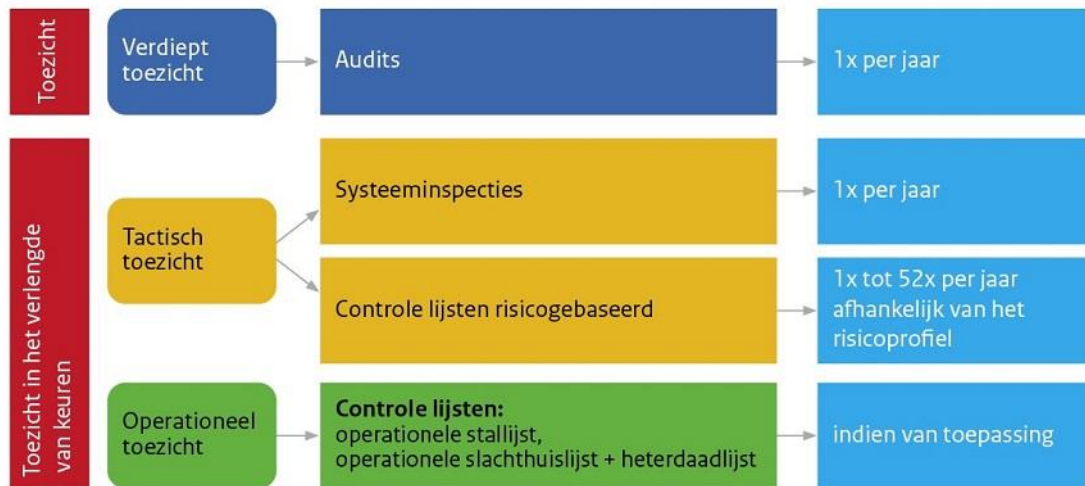 Toezicht
Verdiept
toezicht
Audits
1x per jaar
Toezicht in het verlengde
van keuren
Tactisch
toezicht
Systeeminspecties
1x per jaar
Controle lijsten risicogebaseerd
1x tot 52x per jaar
afhankelijk van het
risicoprofiel
Operationeel
toezicht
Controle lijsten:
operationele stallijst,
operationele slachthuislijst + heterdaadlijst
indien van toepassing